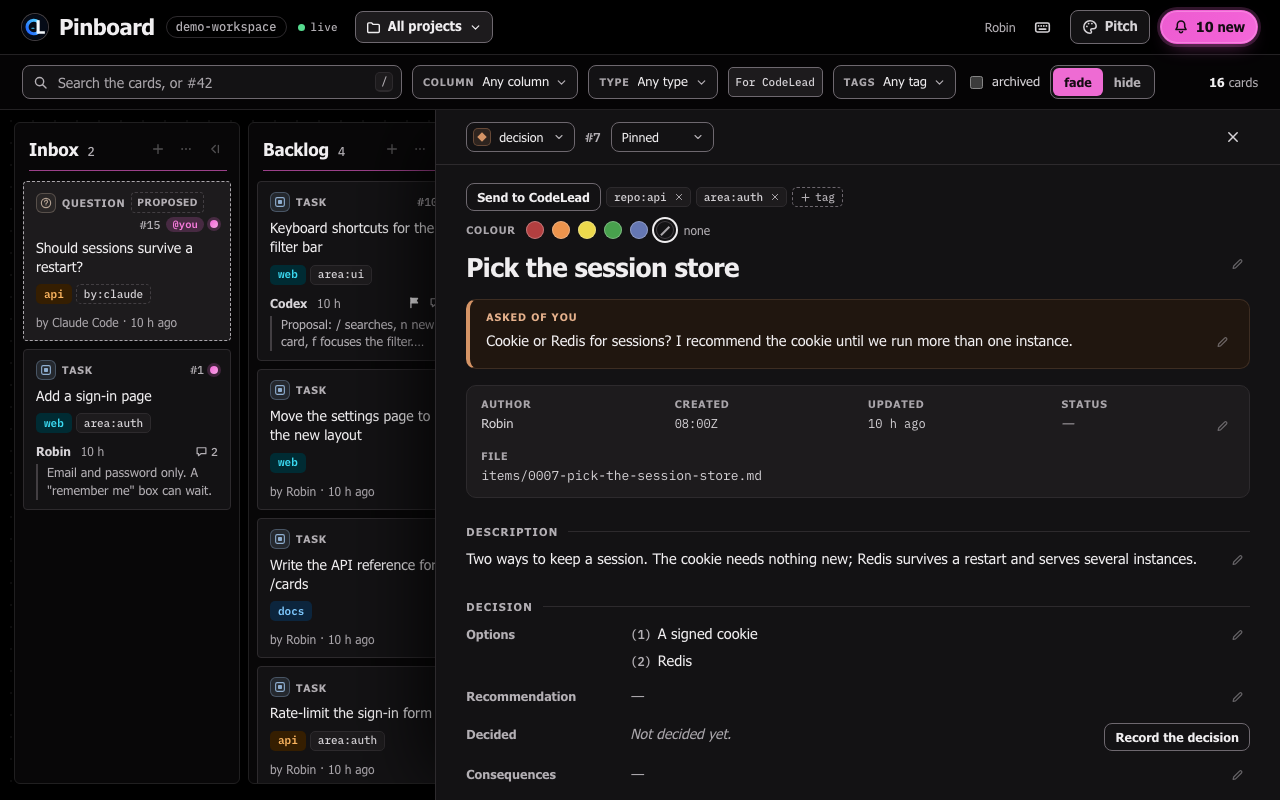 CL Pinboard demo-workspace live All projects Robin Pitch 10 new
Search the cards, or #42 / COLUMN Any column TYPE Any type For CodeLead TAGS Any tag archived fade hide 16 cards
Inbox 2
QUESTION PROPOSED
#15 @you
Should sessions survive a
restart?
api by:claude
by Claude Code · 10 h ago
TASK #1
Add a sign-in page
web area:auth
Robin 10 h 2
Email and password only. A
"remember me" box can wait.
Backlog 4
TASK
Keyboard shortcuts for the
filter bar
web area:ui
Codex 10 h
Proposal: / searches, n new
card, f focuses the filter.…
TASK
Move the settings page to
the new layout
web
by Robin · 10 h ago
TASK
Write the API reference for
/cards
docs
by Robin · 10 h ago
TASK
Rate-limit the sign-in form
api area:auth
by Robin · 10 h ago
decision #7 Pinned
Send to CodeLead repo:api area:auth + tag
COLOUR none
Pick the session store
ASKED OF YOU
Cookie or Redis for sessions? I recommend the cookie until we run more than one instance.
AUTHOR CREATED UPDATED STATUS
Robin 08:00Z 10 h ago —
FILE
items/0007-pick-the-session-store.md
DESCRIPTION
Two ways to keep a session. The cookie needs nothing new; Redis survives a restart and serves several instances.
DECISION
Options (1) A signed cookie
(2) Redis
Recommendation —
Decided Not decided yet. Record the decision
Consequences —